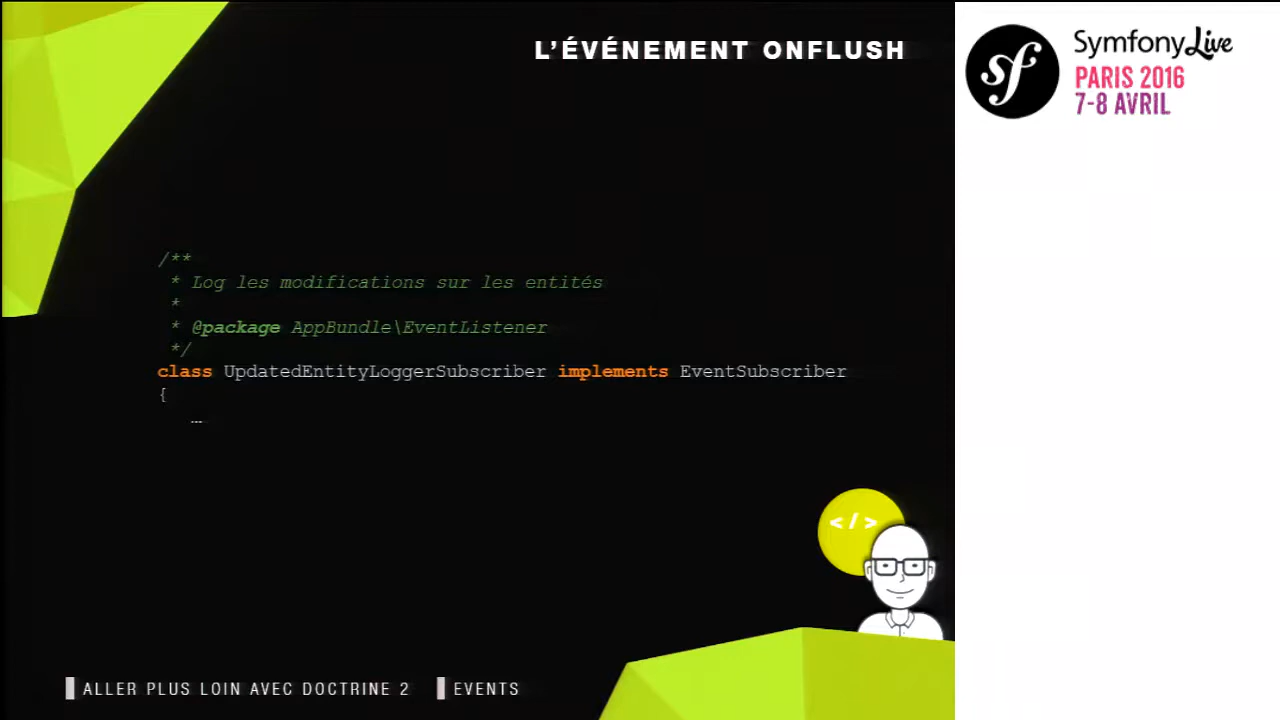 L'ÉVÉNEMENT ONFLUSH
/**
 * Log les modifications sur les entités
 *
 * @package AppBundle\EventListener
 */
class UpdatedEntityLoggerSubscriber implements EventSubscriber
{
…
</>
ALLER PLUS LOIN AVEC DOCTRINE 2
EVENTS
sf
SymfonyLive
PARIS 2016
7-8 AVRIL